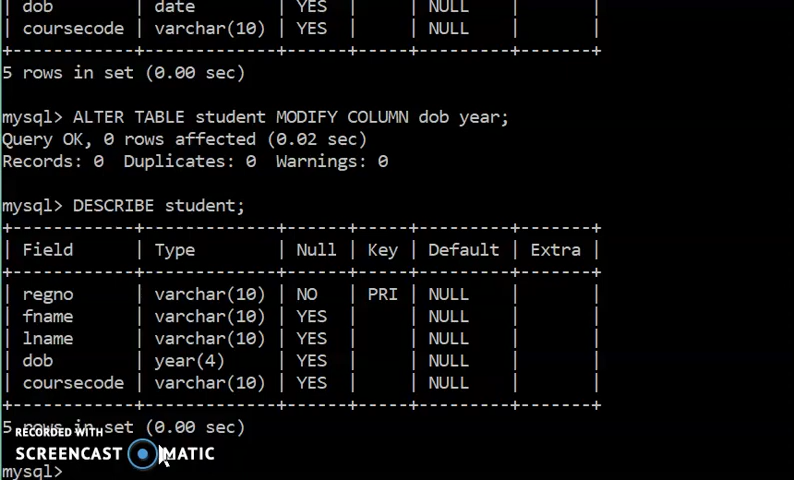 | dob | date | YES | | NULL | |
| coursecode | varchar(10) | YES | | NULL | |
+------------+-------------+------+-----+---------+-------+
5 rows in set (0.00 sec)
mysql> ALTER TABLE student MODIFY COLUMN dob year;
Query OK, 0 rows affected (0.02 sec)
Records: 0  Duplicates: 0  Warnings: 0
mysql> DESCRIBE student;
+------------+-------------+------+-----+---------+-------+
| Field | Type | Null | Key | Default | Extra |
+------------+-------------+------+-----+---------+-------+
| regno | varchar(10) | NO | PRI | NULL | |
| fname | varchar(10) | YES | | NULL | |
| lname | varchar(10) | YES | | NULL | |
| dob | year(4) | YES | | NULL | |
| coursecode | varchar(10) | YES | | NULL | |
+------------+-------------+------+-----+---------+-------+
5 rows in set (0.00 sec)
RECORDED WITH
SCREENCAST MATIC
mysql>